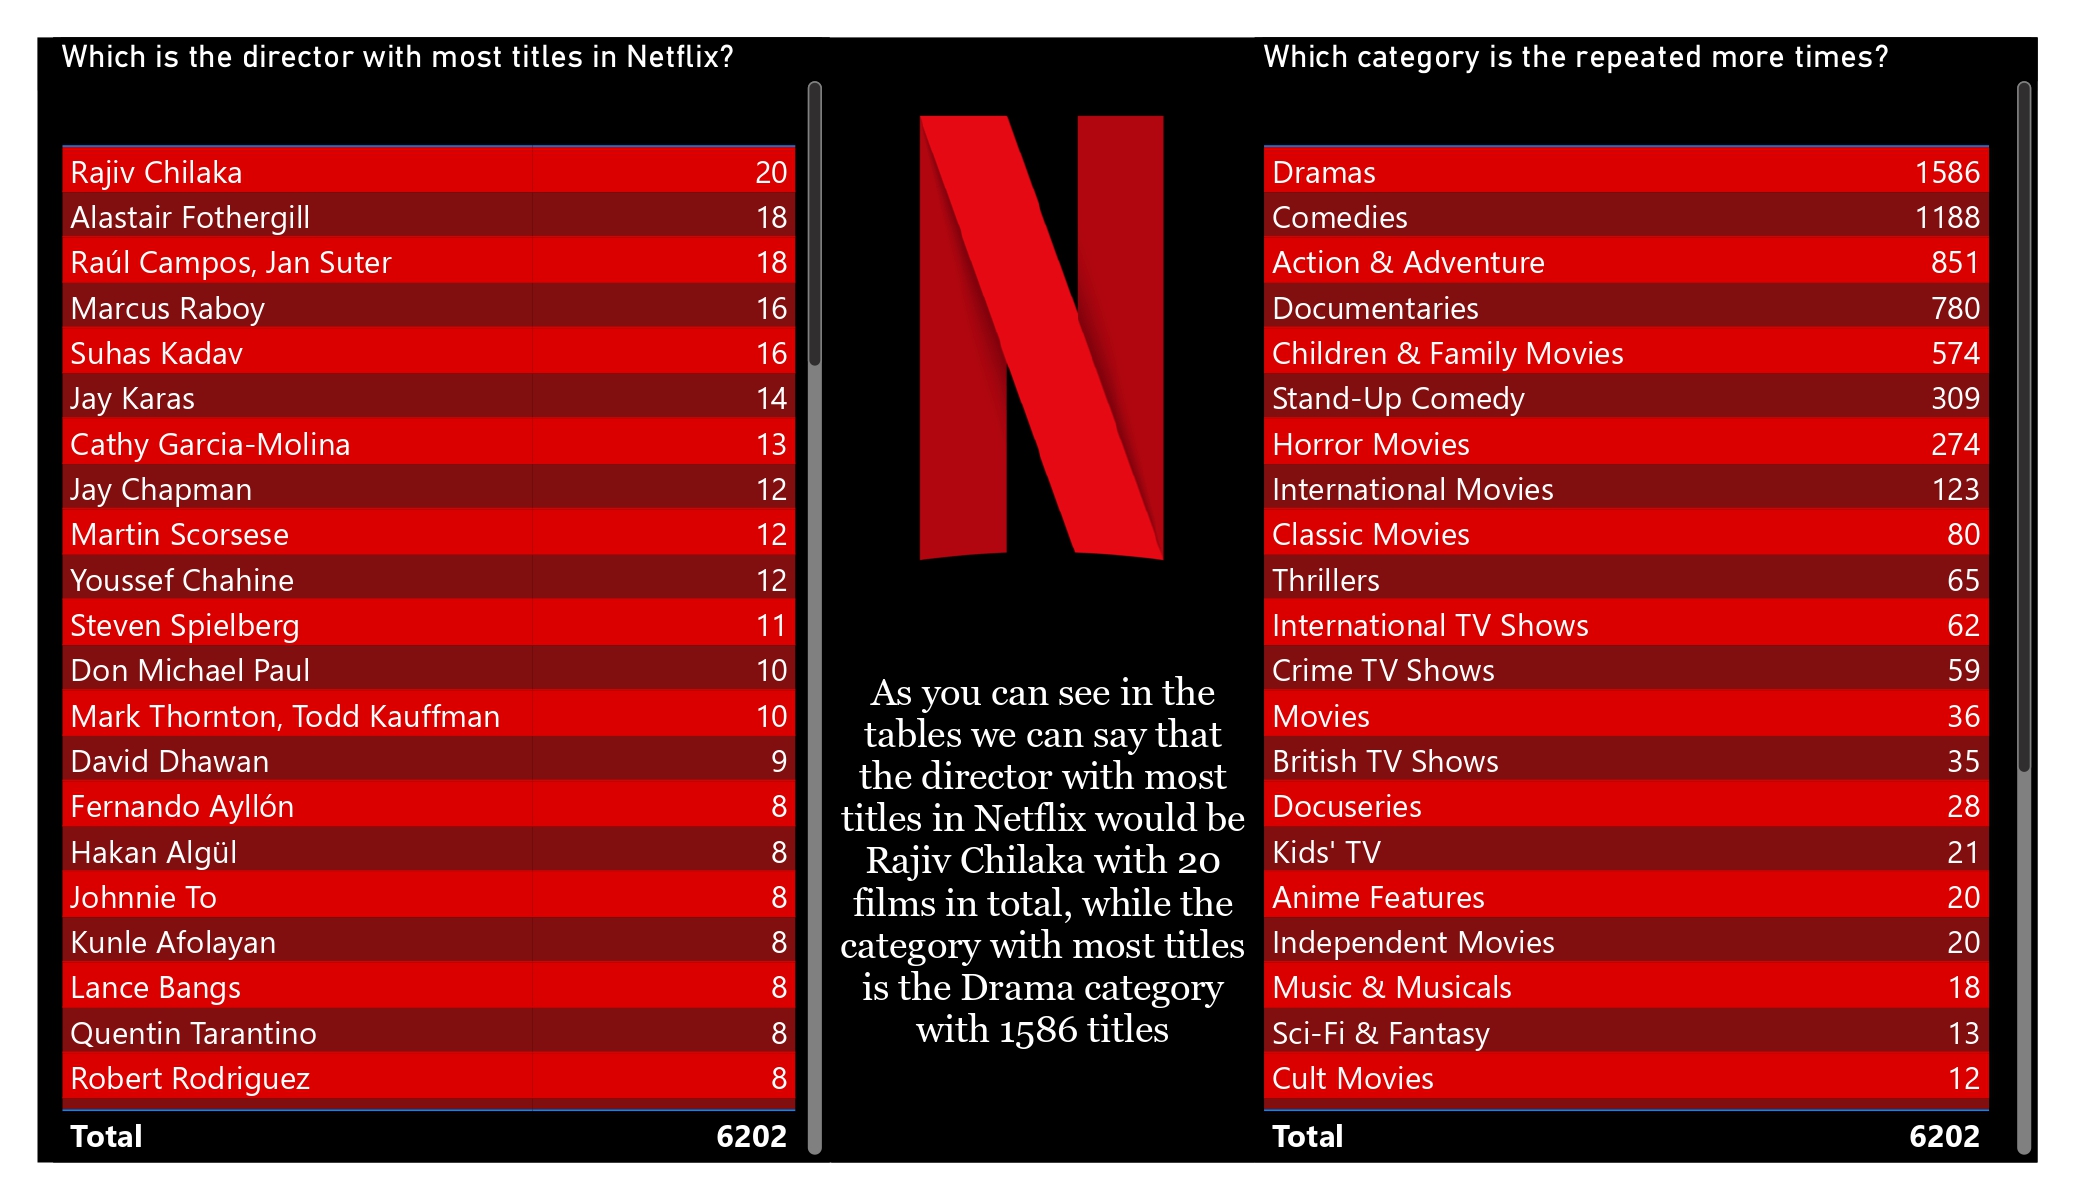 Which is the director with most titles in Netflix?
Rajiv Chilaka 20
Alastair Fothergill 18
Raúl Campos, Jan Suter 18
Marcus Raboy 16
Suhas Kadav 16
Jay Karas 14
Cathy Garcia-Molina 13
Jay Chapman 12
Martin Scorsese 12
Youssef Chahine 12
Steven Spielberg 11
Don Michael Paul 10
Mark Thornton, Todd Kauffman 10
David Dhawan 9
Fernando Ayllón 8
Hakan Algül 8
Johnnie To 8
Kunle Afolayan 8
Lance Bangs 8
Quentin Tarantino 8
Robert Rodriguez 8
Total 6202
N
As you can see in the
tables we can say that
the director with most
titles in Netflix would be
Rajiv Chilaka with 20
films in total, while the
category with most titles
is the Drama category
with 1586 titles
Which category is the repeated more times?
Dramas 1586
Comedies 1188
Action & Adventure 851
Documentaries 780
Children & Family Movies 574
Stand-Up Comedy 309
Horror Movies 274
International Movies 123
Classic Movies 80
Thrillers 65
International TV Shows 62
Crime TV Shows 59
Movies 36
British TV Shows 35
Docuseries 28
Kids' TV 21
Anime Features 20
Independent Movies 20
Music & Musicals 18
Sci-Fi & Fantasy 13
Cult Movies 12
Total 6202